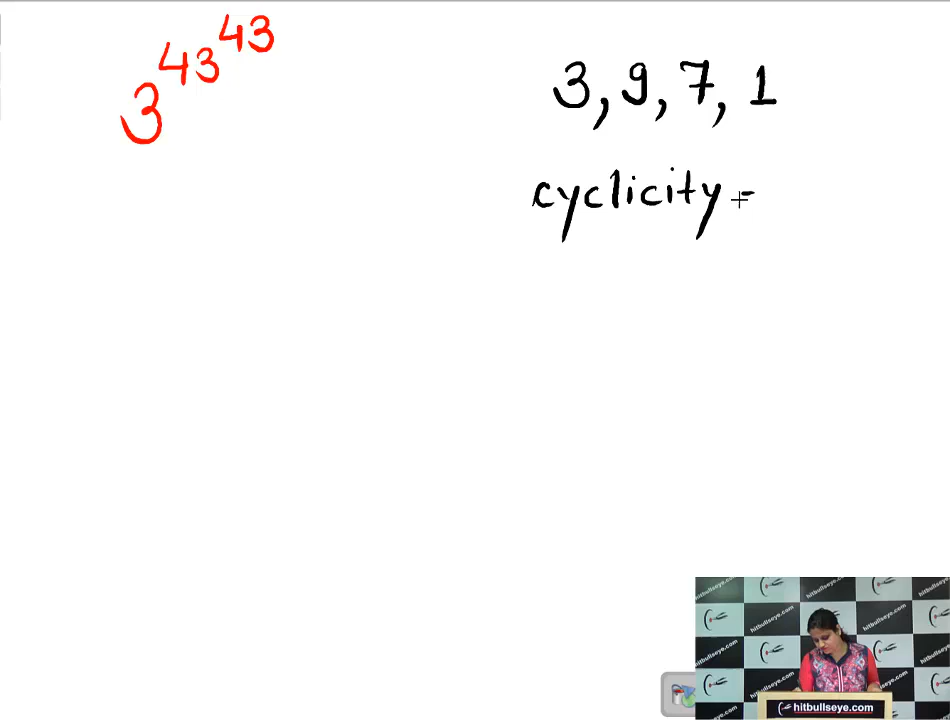 3^43^43
3, 9, 7, 1
cyclicity =
hitbullseye.com